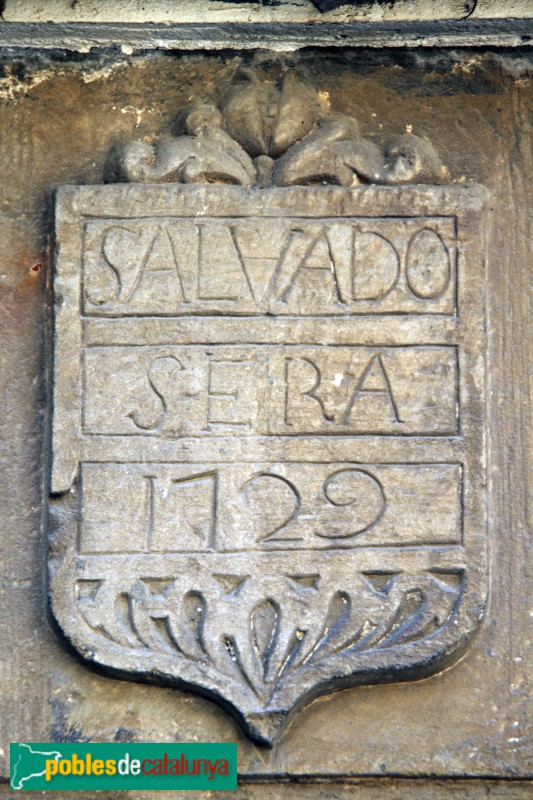 SALVADO
SERA
1729
poblesdecatalunya